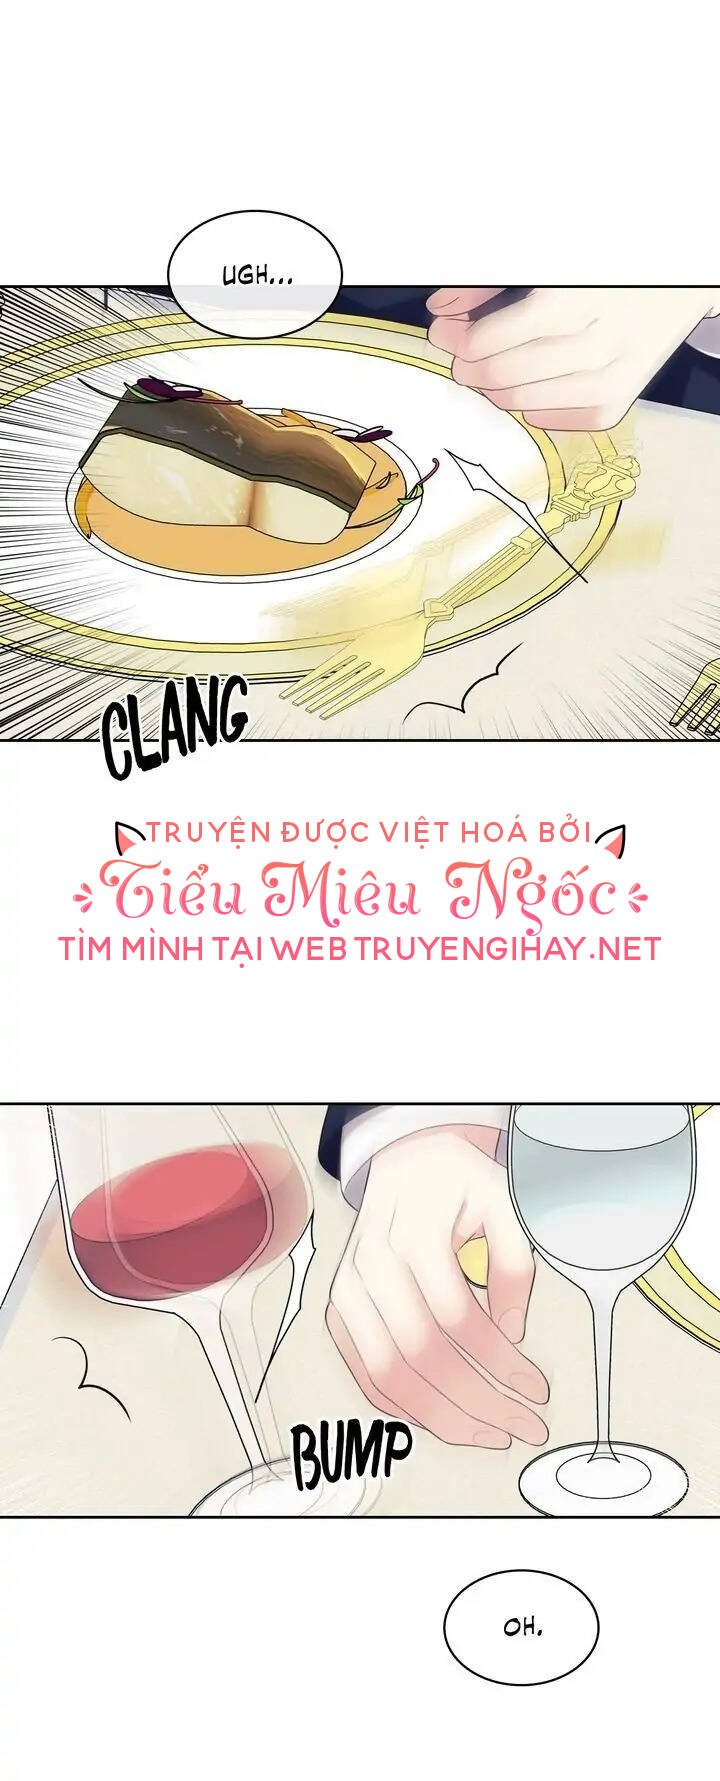 UGH...
CLANG
TRUYỆN ĐƯỢC VIỆT HOÁ BỞI
Tiểu Miêu Ngốc
TÌM MÌNH TẠI WEB TRUYENGIHAY.NET
BUMP
OH.